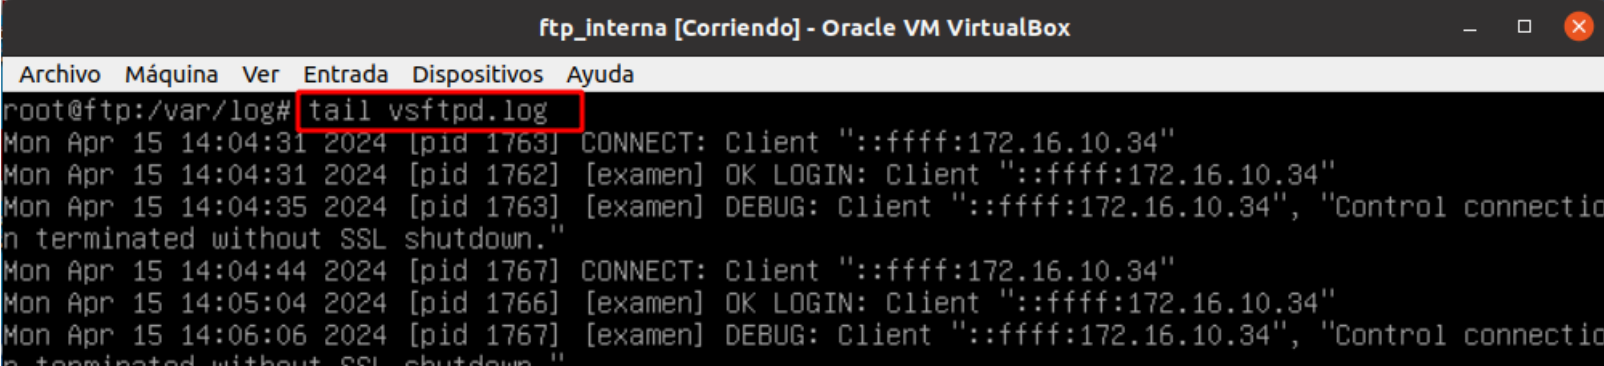 ftp_interna [Corriendo] - Oracle VM VirtualBox
Archivo Máquina Ver Entrada Dispositivos Ayuda
root@ftp:/var/log# tail vsftpd.log
Mon Apr 15 14:04:31 2024 [pid 1763] CONNECT: Client "::ffff:172.16.10.34"
Mon Apr 15 14:04:31 2024 [pid 1762] [examen] OK LOGIN: Client "::ffff:172.16.10.34"
Mon Apr 15 14:04:35 2024 [pid 1763] [examen] DEBUG: Client "::ffff:172.16.10.34", "Control connectio
n terminated without SSL shutdown."
Mon Apr 15 14:04:44 2024 [pid 1767] CONNECT: Client "::ffff:172.16.10.34"
Mon Apr 15 14:05:04 2024 [pid 1766] [examen] OK LOGIN: Client "::ffff:172.16.10.34"
Mon Apr 15 14:06:06 2024 [pid 1767] [examen] DEBUG: Client "::ffff:172.16.10.34", "Control connectio
n terminated without SSL shutdown."